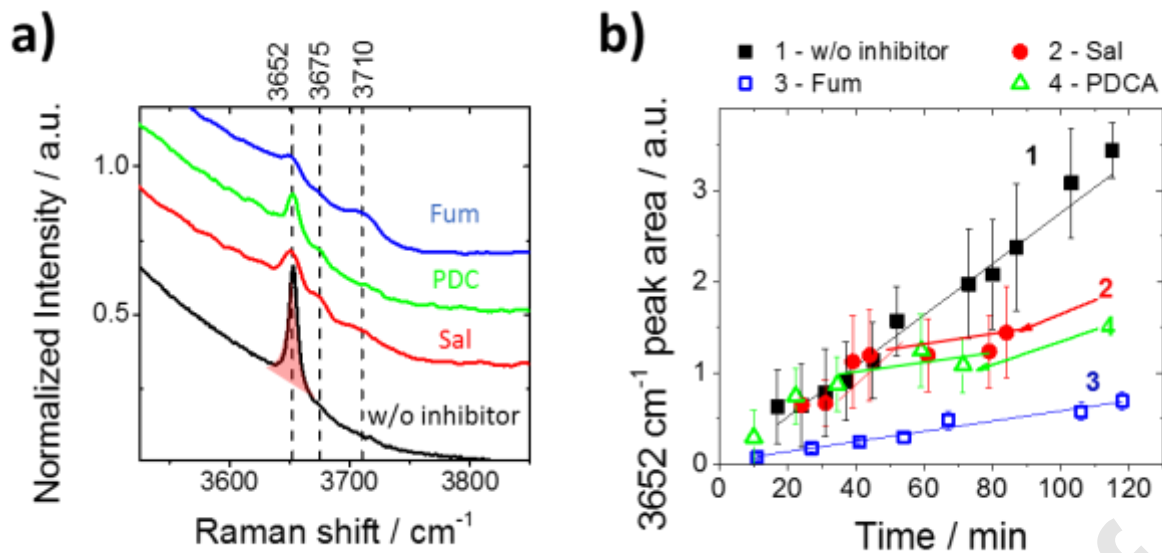 a)
3652
3675
3710
Normalized Intensity / a.u.
1.0
0.5
Fum
PDC
Sal
w/o inhibitor
3600 3700 3800
Raman shift / cm⁻¹
b)
1 - w/o inhibitor 2 - Sal
3 - Fum 4 - PDCA
3652 cm⁻¹ peak area / a.u.
3
2
1
0
1
2
4
3
0 20 40 60 80 100 120
Time / min